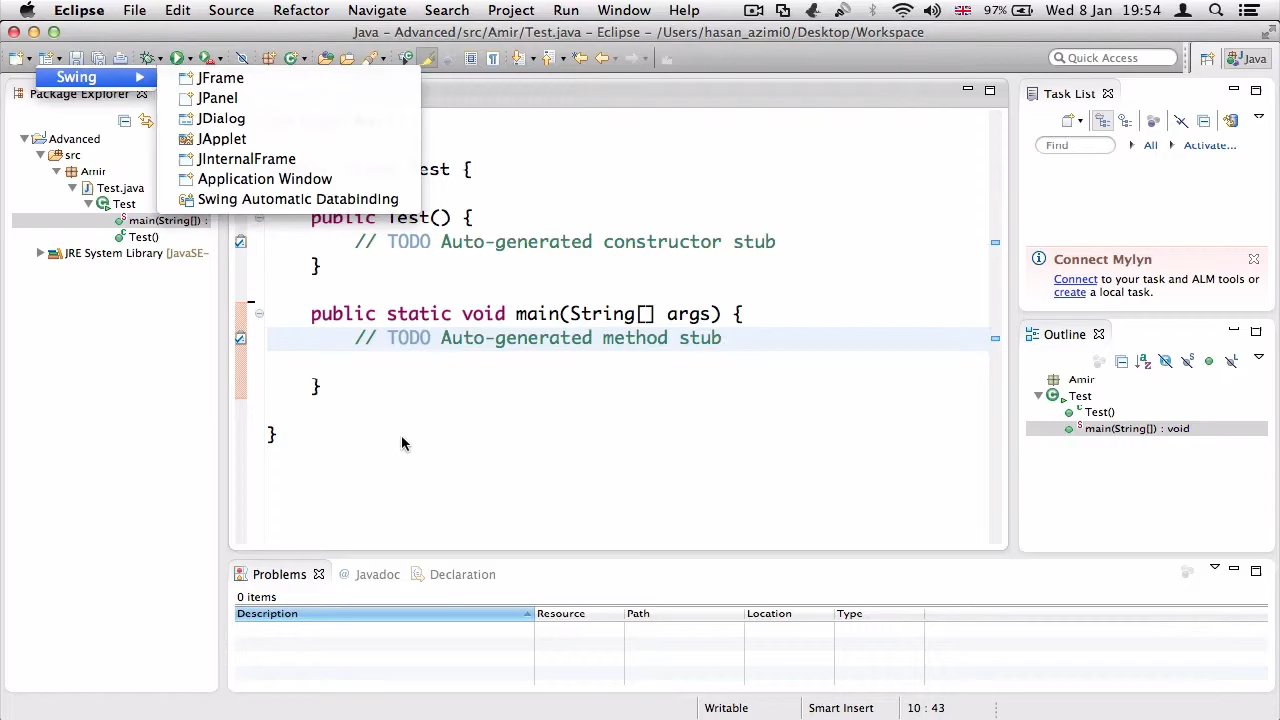 Eclipse File Edit Source Refactor Navigate Search Project Run Window Help 97% Wed 8 Jan 19:54
Java - Advanced/src/Amir/Test.java - Eclipse - /Users/hasan_azimi0/Desktop/Workspace
Quick Access Java
Swing
JFrame
JPanel
JDialog
JApplet
JInternalFrame
Application Window
Swing Automatic Databinding
Package Explorer
Advanced
src
Amir
Test.java
Test
main(String[]) :
Test()
JRE System Library [JavaSE-
est {
public Test() {
// TODO Auto-generated constructor stub
}
public static void main(String[] args) {
// TODO Auto-generated method stub
}
}
Task List
Find All Activate...
Connect Mylyn
Connect to your task and ALM tools or
create a local task.
Outline
Amir
Test
Test()
main(String[]) : void
Problems Javadoc Declaration
0 items
Description Resource Path Location Type
Writable Smart Insert 10 : 43